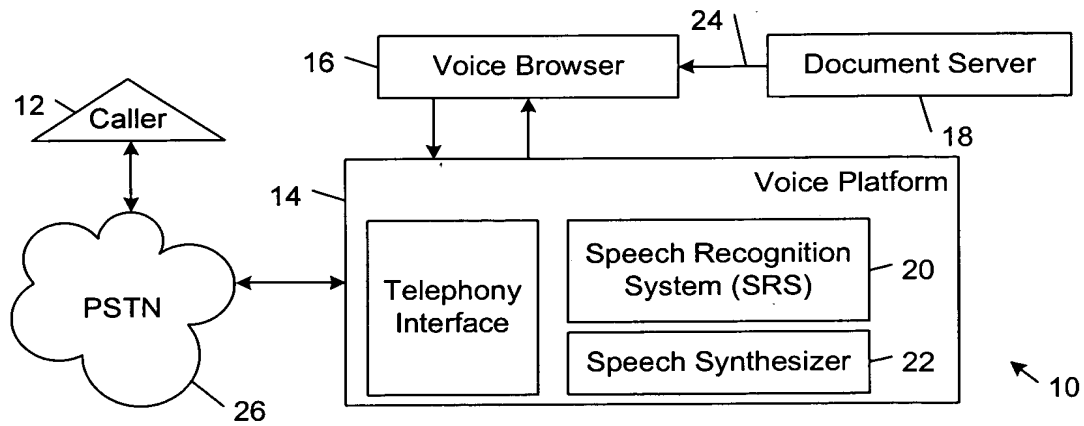 24
16
Voice Browser
Document Server
12
Caller
18
14
Voice Platform
Speech Recognition
System (SRS)
20
Telephony
Interface
PSTN
Speech Synthesizer
22
10
26